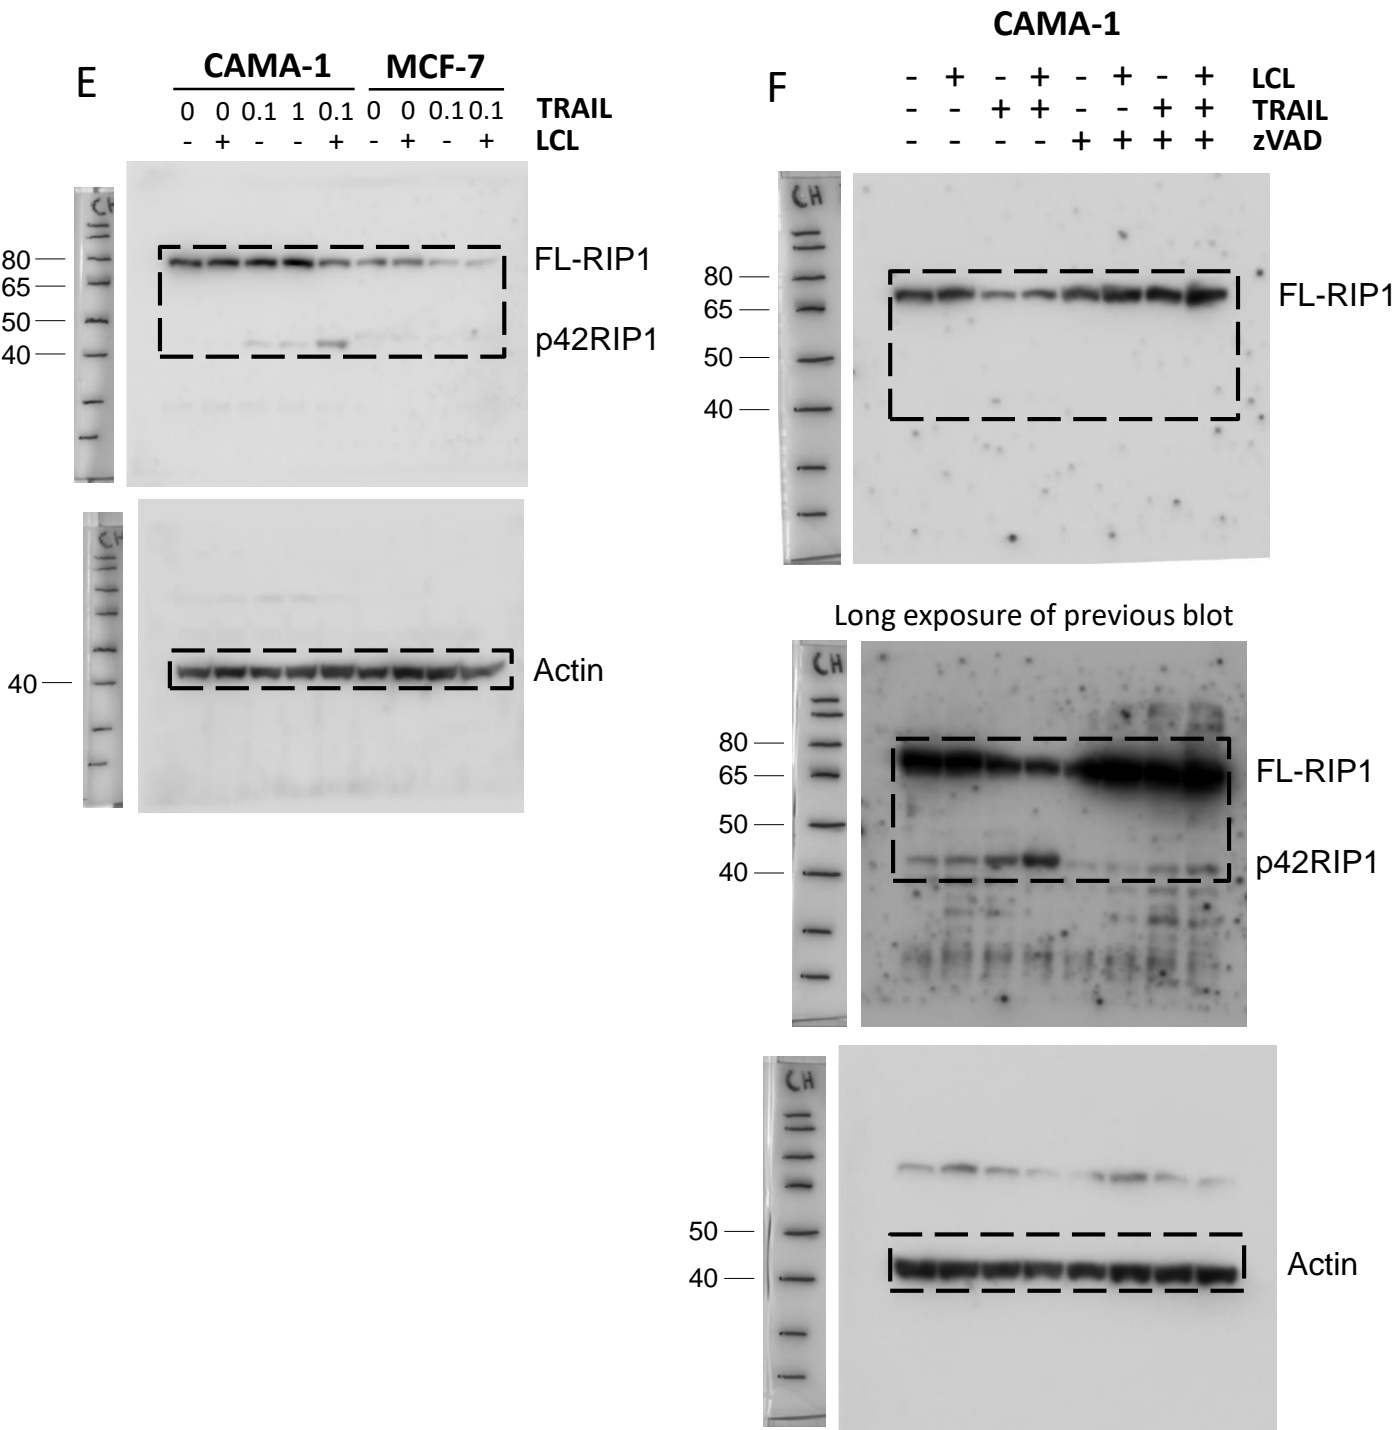 E
CAMA-1 MCF-7
0 0 0.1 1 0.1 0 0 0.1 0.1 TRAIL
- + - - + - + - + LCL
CH
80
65
50
40
FL-RIP1
p42RIP1
CH
40
Actin
F
CAMA-1
- + - + - + - + LCL
- - + + - - + + TRAIL
- - - - + + + + zVAD
CH
80
65
50
40
FL-RIP1
Long exposure of previous blot
CH
80
65
50
40
FL-RIP1
p42RIP1
CH
50
40
Actin